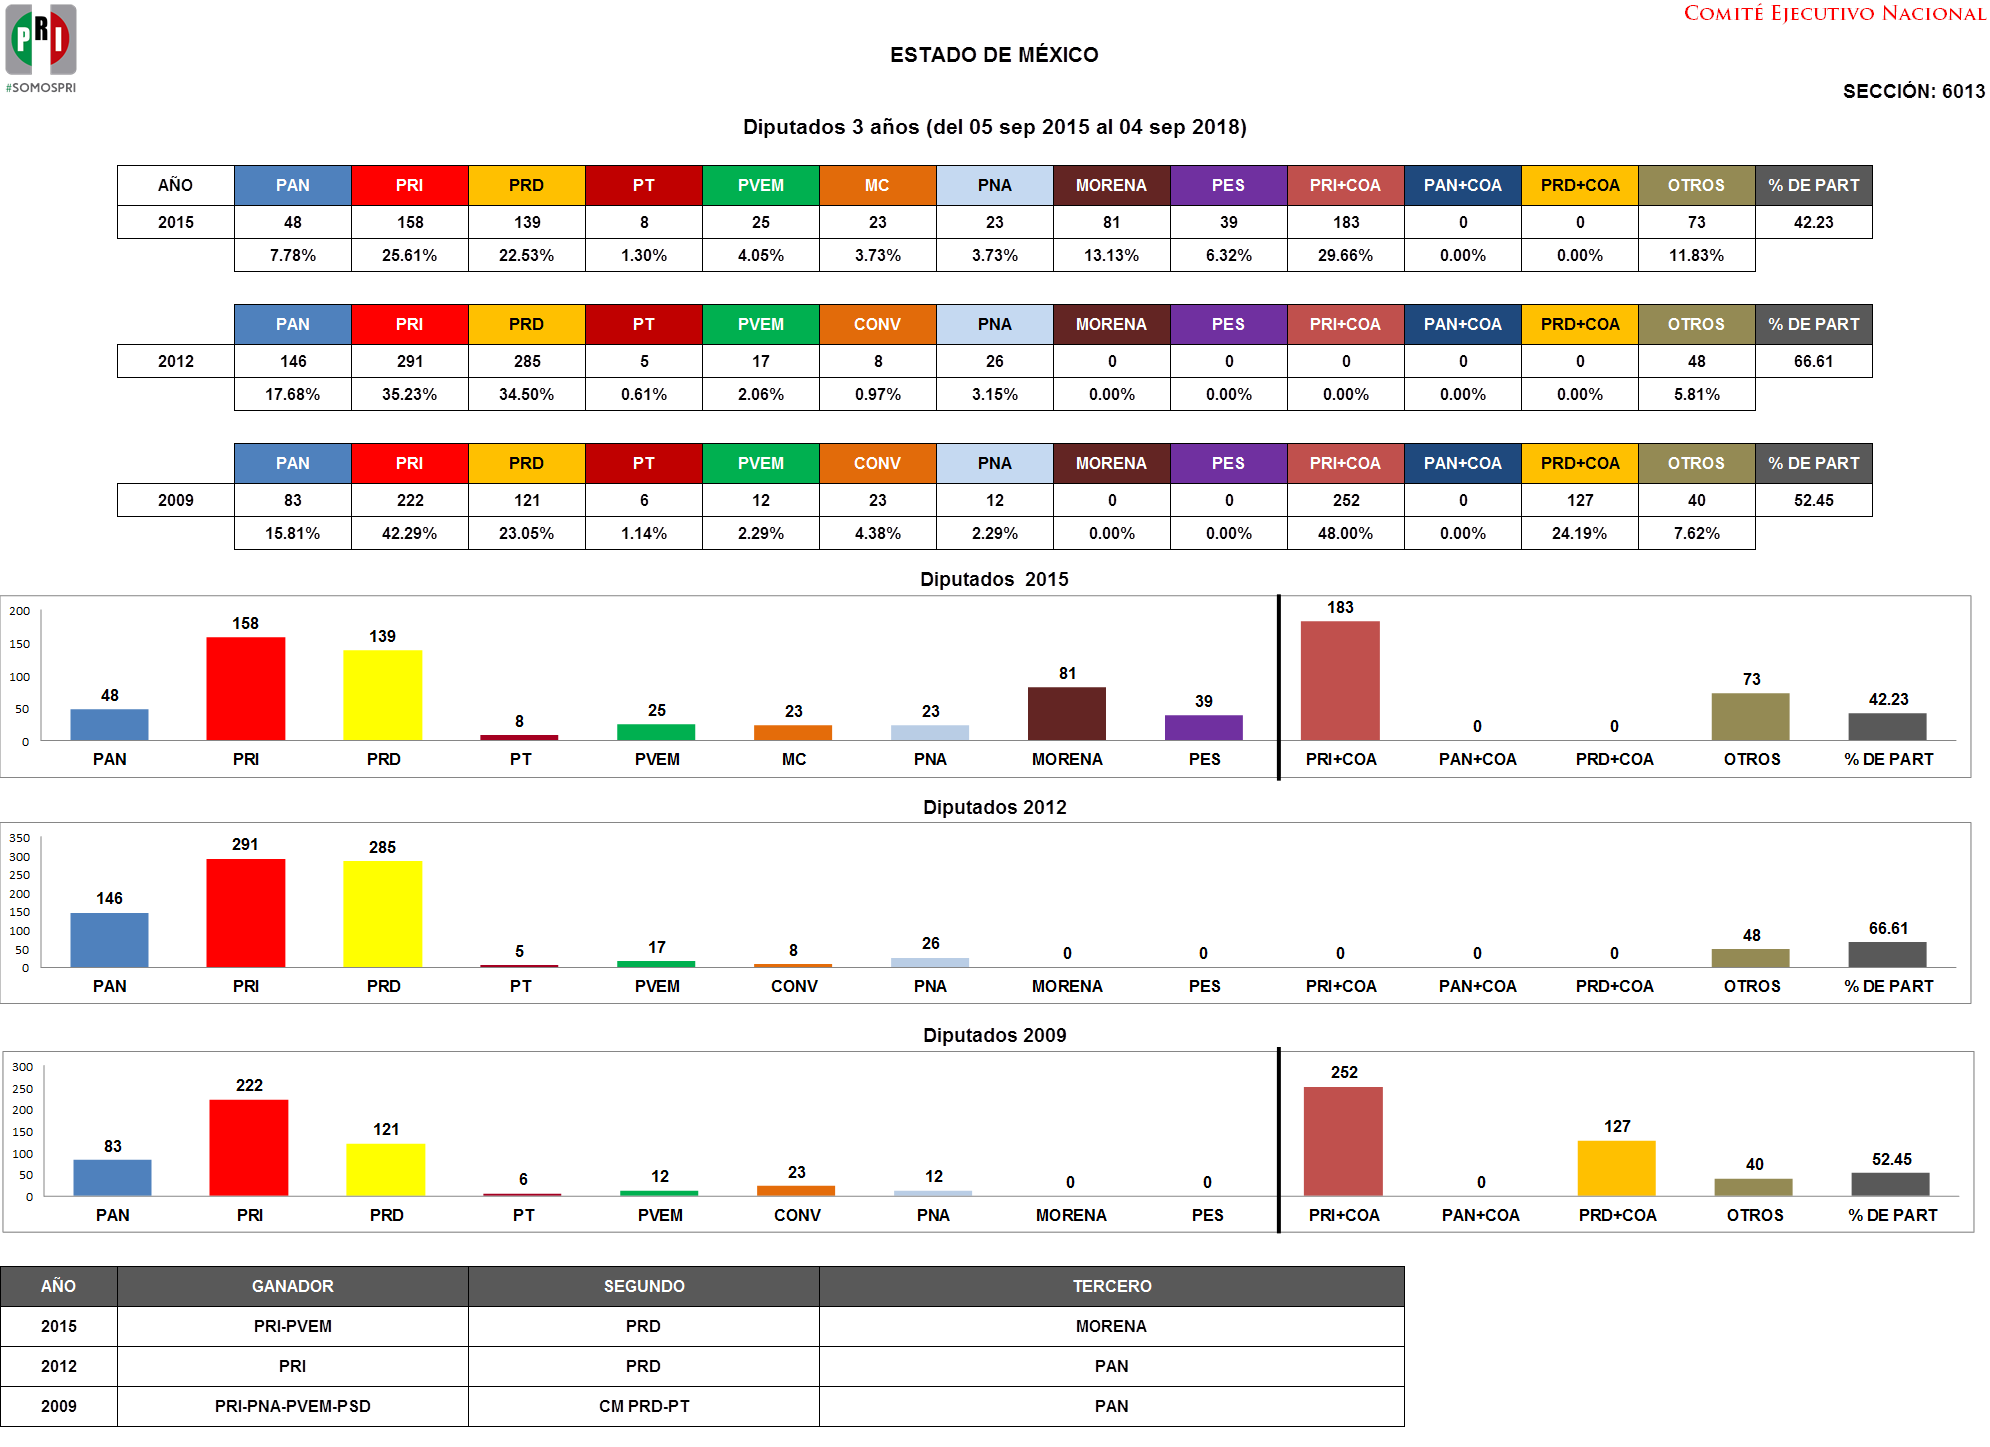 PRI
#SOMOSPRI
COMITÉ EJECUTIVO NACIONAL
ESTADO DE MÉXICO
SECCIÓN: 6013
Diputados 3 años (del 05 sep 2015 al 04 sep 2018)
AÑO PAN PRI PRD PT PVEM MC PNA MORENA PES PRI+COA PAN+COA PRD+COA OTROS % DE PART
2015 48 158 139 8 25 23 23 81 39 183 0 0 73 42.23
7.78% 25.61% 22.53% 1.30% 4.05% 3.73% 3.73% 13.13% 6.32% 29.66% 0.00% 0.00% 11.83%
PAN PRI PRD PT PVEM CONV PNA MORENA PES PRI+COA PAN+COA PRD+COA OTROS % DE PART
2012 146 291 285 5 17 8 26 0 0 0 0 0 48 66.61
17.68% 35.23% 34.50% 0.61% 2.06% 0.97% 3.15% 0.00% 0.00% 0.00% 0.00% 0.00% 5.81%
PAN PRI PRD PT PVEM CONV PNA MORENA PES PRI+COA PAN+COA PRD+COA OTROS % DE PART
2009 83 222 121 6 12 23 12 0 0 252 0 127 40 52.45
15.81% 42.29% 23.05% 1.14% 2.29% 4.38% 2.29% 0.00% 0.00% 48.00% 0.00% 24.19% 7.62%
Diputados 2015
200
150
100
50
0
48 158 139 8 25 23 23 81 39 183 0 0 73 42.23
PAN PRI PRD PT PVEM MC PNA MORENA PES PRI+COA PAN+COA PRD+COA OTROS % DE PART
Diputados 2012
350
300
250
200
150
100
50
0
146 291 285 5 17 8 26 0 0 0 0 0 48 66.61
PAN PRI PRD PT PVEM CONV PNA MORENA PES PRI+COA PAN+COA PRD+COA OTROS % DE PART
Diputados 2009
300
250
200
150
100
50
0
83 222 121 6 12 23 12 0 0 252 0 127 40 52.45
PAN PRI PRD PT PVEM CONV PNA MORENA PES PRI+COA PAN+COA PRD+COA OTROS % DE PART
AÑO GANADOR SEGUNDO TERCERO
2015 PRI-PVEM PRD MORENA
2012 PRI PRD PAN
2009 PRI-PNA-PVEM-PSD CM PRD-PT PAN